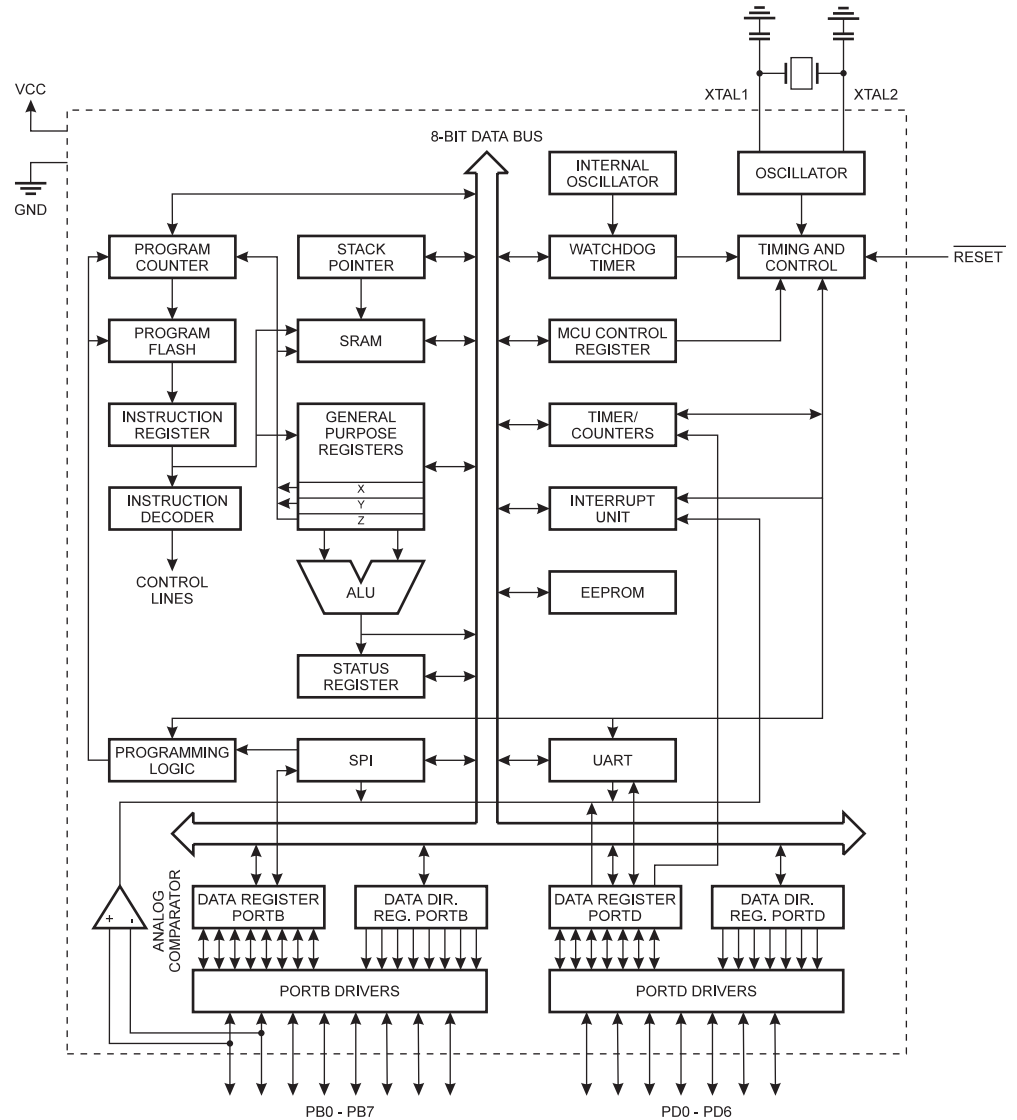 XTAL1
XTAL2
VCC
GND
8-BIT DATA BUS
INTERNAL
OSCILLATOR
OSCILLATOR
PROGRAM
COUNTER
STACK
POINTER
WATCHDOG
TIMER
TIMING AND
CONTROL
RESET
PROGRAM
FLASH
SRAM
MCU CONTROL
REGISTER
INSTRUCTION
REGISTER
GENERAL
PURPOSE
REGISTERS
X
Y
Z
TIMER/
COUNTERS
INSTRUCTION
DECODER
INTERRUPT
UNIT
CONTROL
LINES
ALU
EEPROM
STATUS
REGISTER
PROGRAMMING
LOGIC
SPI
UART
ANALOG
COMPARATOR
+
-
DATA REGISTER
PORTB
DATA DIR.
REG. PORTB
DATA REGISTER
PORTD
DATA DIR.
REG. PORTD
PORTB DRIVERS
PORTD DRIVERS
PB0 - PB7
PD0 - PD6